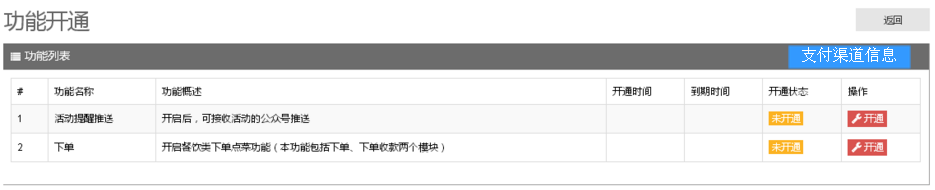 功能开通
返回
功能列表
支付渠道信息
# 功能名称 功能概述 开通时间 到期时间 开通状态 操作
1 活动提醒推送 开启后，可接收活动的公众号推送 未开通 开通
2 下单 开启餐饮类下单点菜功能（本功能包括下单、下单收款两个模块） 未开通 开通